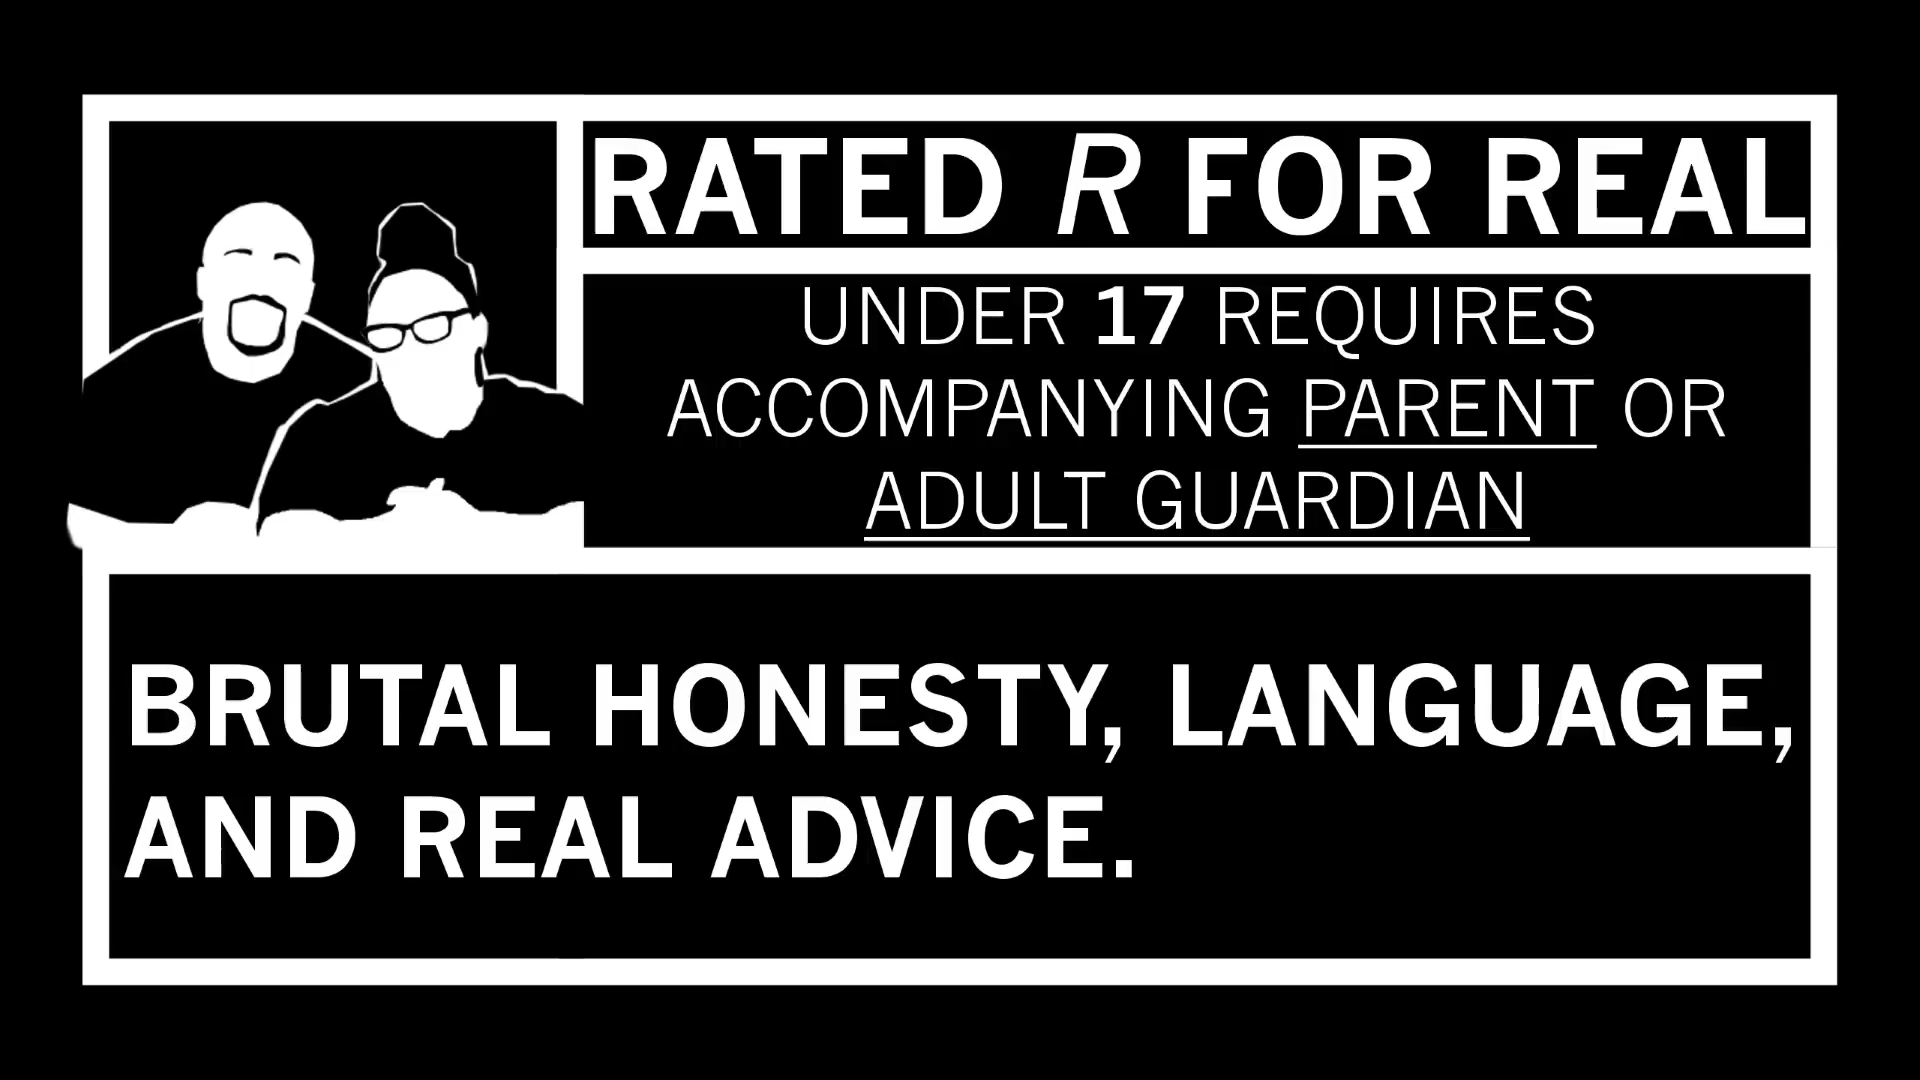 RATED R FOR REAL
UNDER 17 REQUIRES
ACCOMPANYING PARENT OR
ADULT GUARDIAN
BRUTAL HONESTY, LANGUAGE,
AND REAL ADVICE.